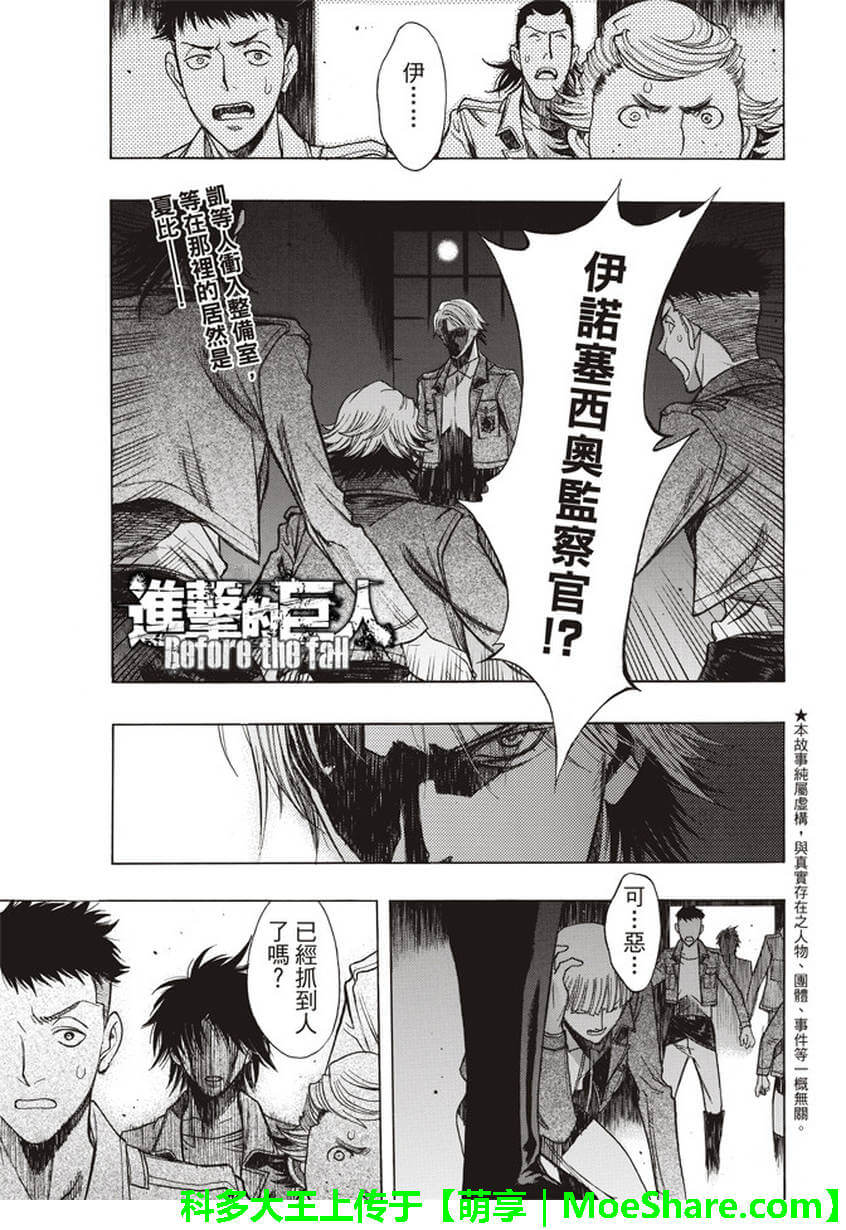 伊……
凱等人衝入整備室，
等在那裡的居然是
夏比——！
伊諾塞西奧監察官!?
進擊的巨人
Before the fall
★本故事純屬虛構，與真實存在之人物、團體、事件等一概無關。
可…惡…
已經抓到人
了嗎？
科多大王上传于【萌享｜MoeShare.com】